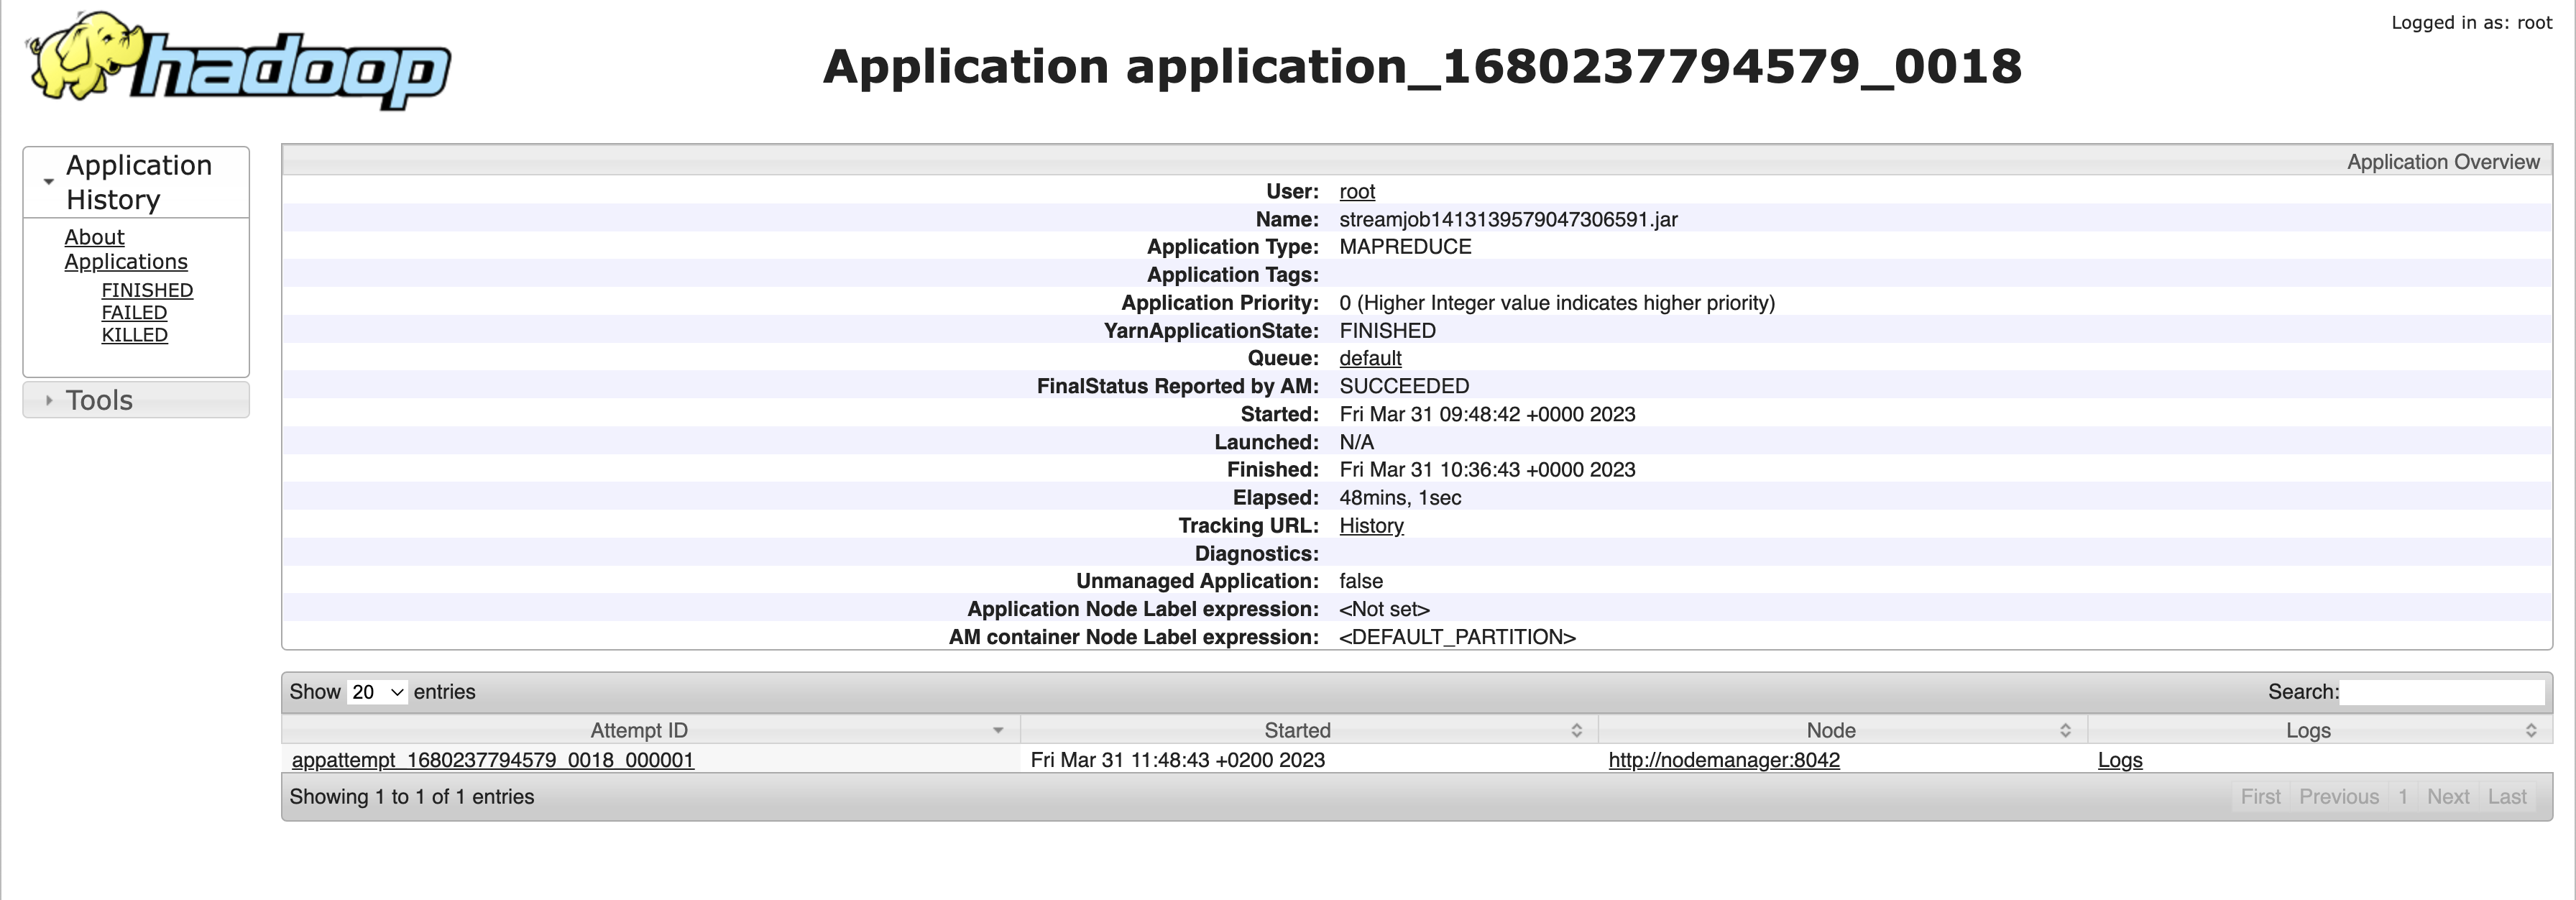 hadoop
Logged in as: root
Application application_1680237794579_0018
Application
History
About
Applications
FINISHED
FAILED
KILLED
Tools
Application Overview
User: root
Name: streamjob1413139579047306591.jar
Application Type: MAPREDUCE
Application Tags:
Application Priority: 0 (Higher Integer value indicates higher priority)
YarnApplicationState: FINISHED
Queue: default
FinalStatus Reported by AM: SUCCEEDED
Started: Fri Mar 31 09:48:42 +0000 2023
Launched: N/A
Finished: Fri Mar 31 10:36:43 +0000 2023
Elapsed: 48mins, 1sec
Tracking URL: History
Diagnostics:
Unmanaged Application: false
Application Node Label expression: <Not set>
AM container Node Label expression: <DEFAULT_PARTITION>
Show 20 entries Search:
Attempt ID Started Node Logs
appattempt_1680237794579_0018_000001 Fri Mar 31 11:48:43 +0200 2023 http://nodemanager:8042 Logs
Showing 1 to 1 of 1 entries First Previous 1 Next Last